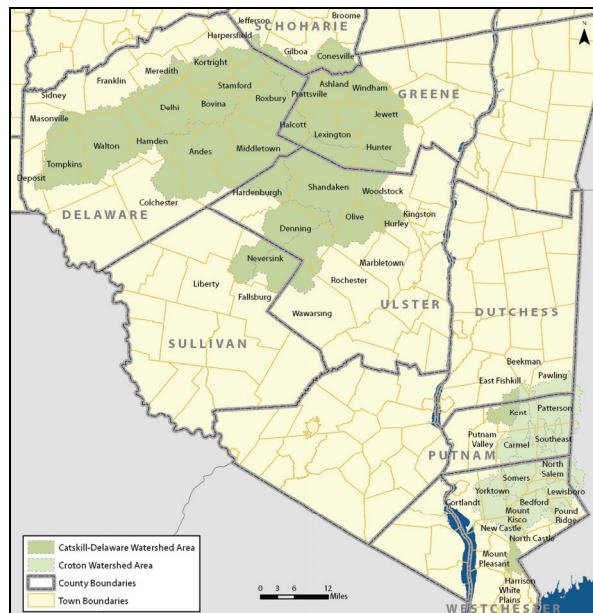 Jefferson
Broome
SCHOHARIE
Harpersfield
Gilboa
Conesville
Kortright
Meredith
Franklin
Sidney
Stamford
Ashland
Windham
GREENE
Prattsville
Roxbury
Masonville
Delhi
Bovina
Jewett
Halcott
Lexington
Hamden
Walton
Andes
Middletown
Hunter
Tompkins
Deposit
Hardenburgh
Shandaken
Woodstock
Colchester
DELAWARE
Olive
Kingston
Hurley
Denning
Neversink
Marbletown
Rochester
Liberty
Fallsburg
ULSTER
Wawarsing
DUTCHESS
SULLIVAN
Beekman
Pawling
East Fishkill
Kent
Patterson
Putnam
Valley
Carmel
Southeast
PUTNAM
North
Salem
Somers
Yorktown
Lewisboro
Cortlandt
Bedford
Mount
Kisco
Pound
Ridge
New Castle
North Castle
Mount
Pleasant
Harrison
White
Plains
WESTCHESTER
N
Catskill-Delaware Watershed Area
Croton Watershed Area
County Boundaries
Town Boundaries
0 3 6 12
Miles